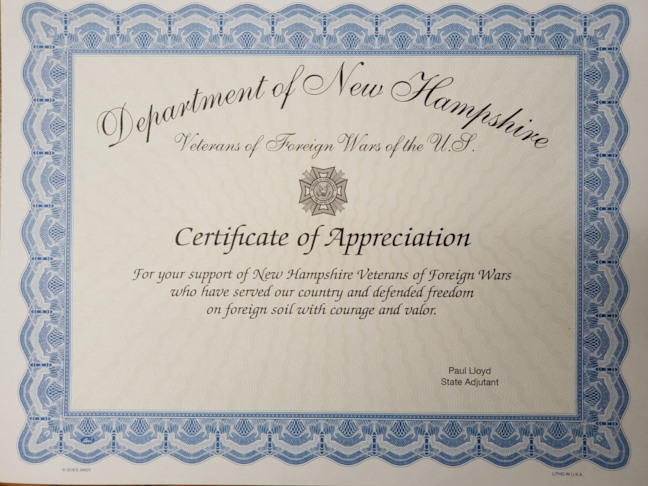 Department of New Hampshire
Veterans of Foreign Wars of the U.S.
Certificate of Appreciation
For your support of New Hampshire Veterans of Foreign Wars
who have served our country and defended freedom
on foreign soil with courage and valor.
Paul Lloyd
State Adjutant
LITHO IN U.S.A.